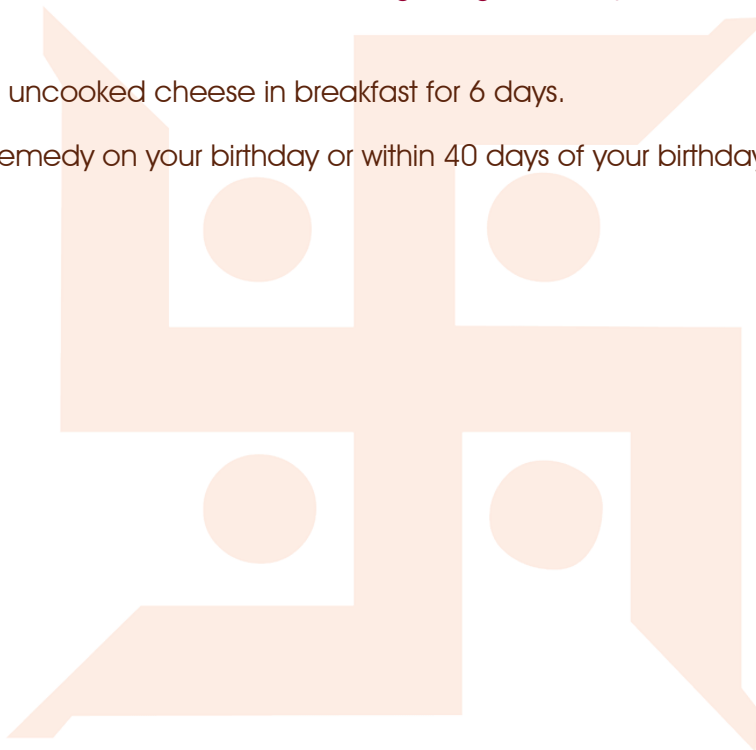 uncooked cheese in breakfast for 6 days.
emedy on your birthday or within 40 days of your birthday